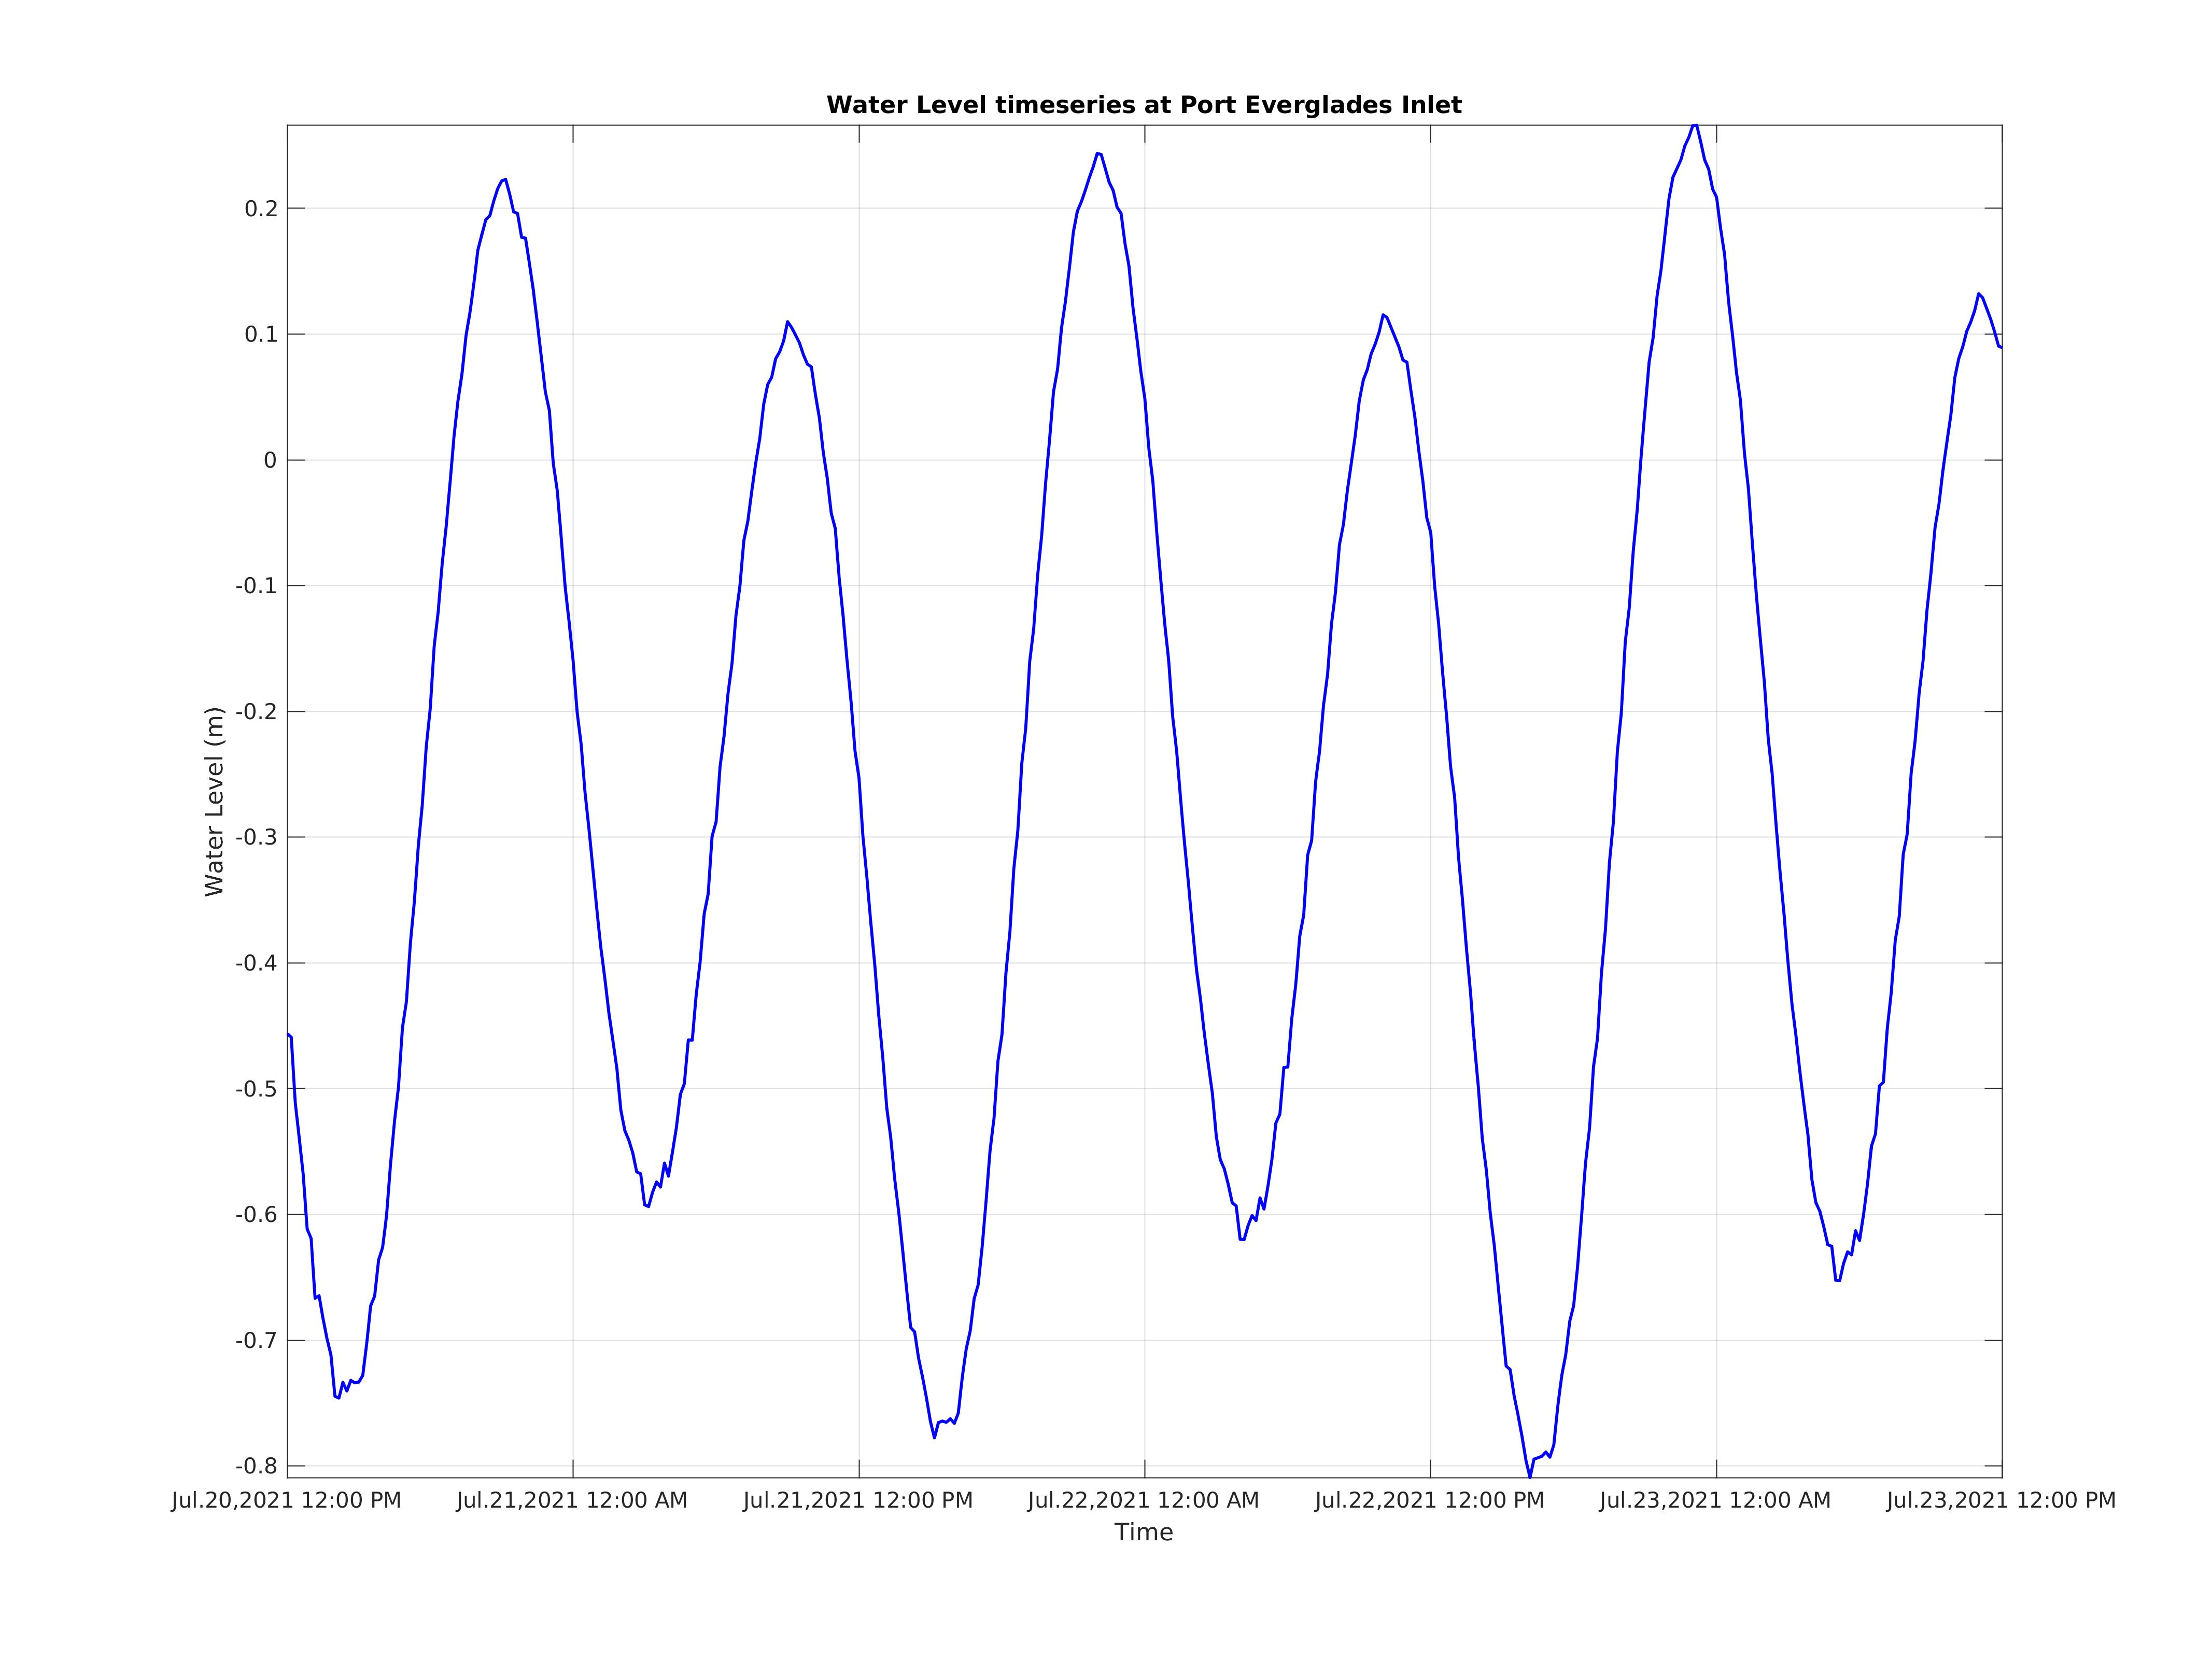 Water Level timeseries at Port Everglades Inlet
0.2
0.1
0
-0.1
-0.2
-0.3
-0.4
-0.5
-0.6
-0.7
-0.8
Water Level (m)
Jul.20,2021 12:00 PM
Jul.21,2021 12:00 AM
Jul.21,2021 12:00 PM
Jul.22,2021 12:00 AM
Jul.22,2021 12:00 PM
Jul.23,2021 12:00 AM
Jul.23,2021 12:00 PM
Time